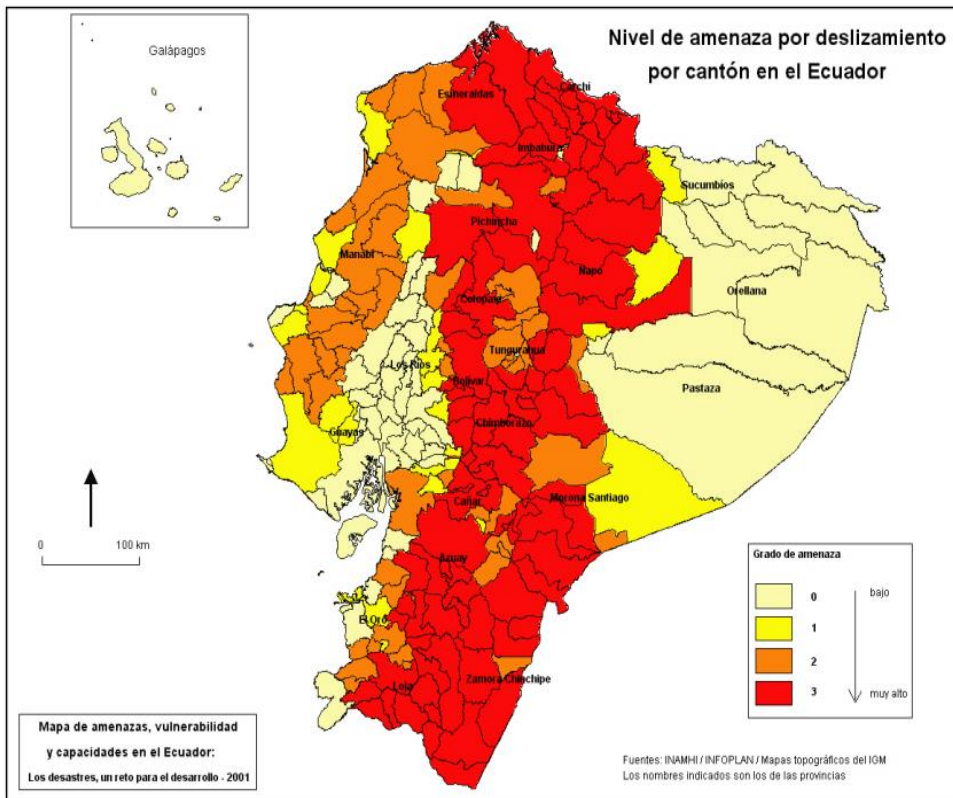 Galápagos
Nivel de amenaza por deslizamiento
por cantón en el Ecuador
Esmeraldas
Carchi
Imbabura
Sucumbíos
Pichincha
Manabí
Napo
Orellana
Cotopaxi
Tungurahua
Los Ríos
Bolívar
Pastaza
Chimborazo
Guayas
Cañar
Morona Santiago
Azuay
El Oro
Zamora Chinchipe
Loja
0 100 km
Grado de amenaza
0 bajo
1
2
3 muy alto
Mapa de amenazas, vulnerabilidad
y capacidades en el Ecuador:
Los desastres, un reto para el desarrollo - 2001
Fuentes: INAMHI / INFOPLAN / Mapas topográficos del IGM
Los nombres indicados son los de las provincias